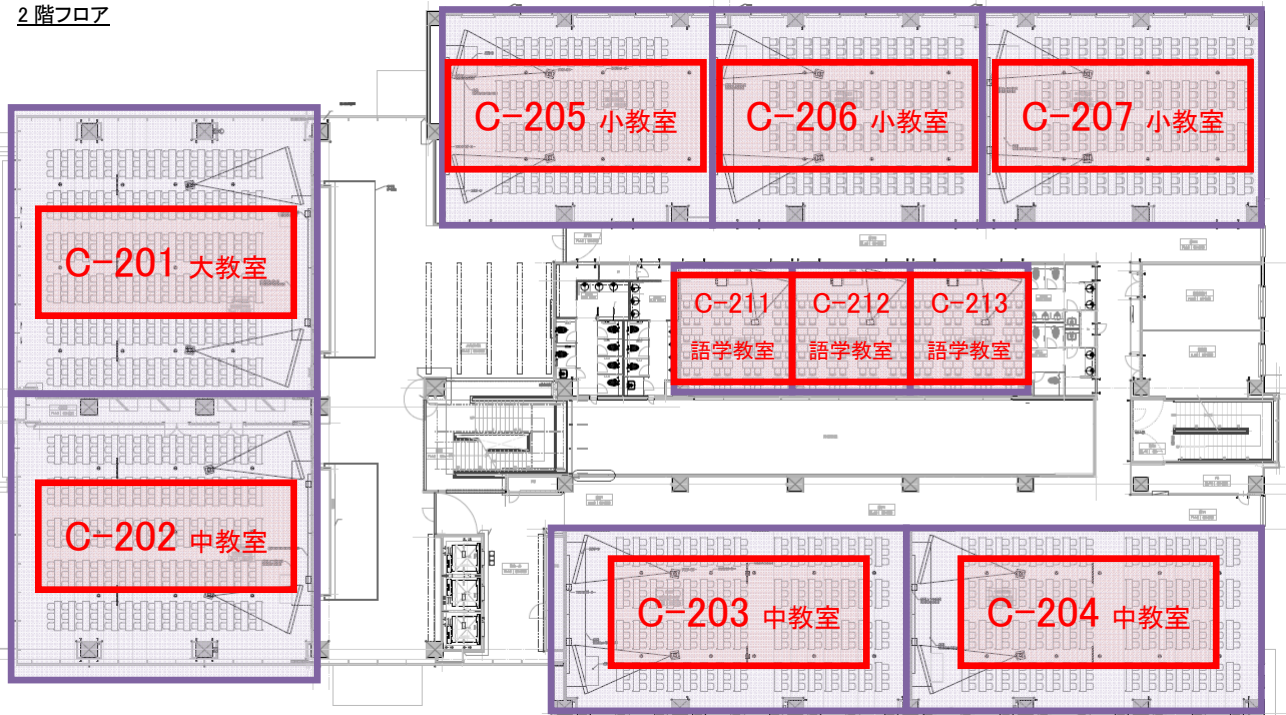 2階フロア
C-205 小教室
C-206 小教室
C-207 小教室
C-201 大教室
C-211
語学教室
C-212
語学教室
C-213
語学教室
C-202 中教室
C-203 中教室
C-204 中教室